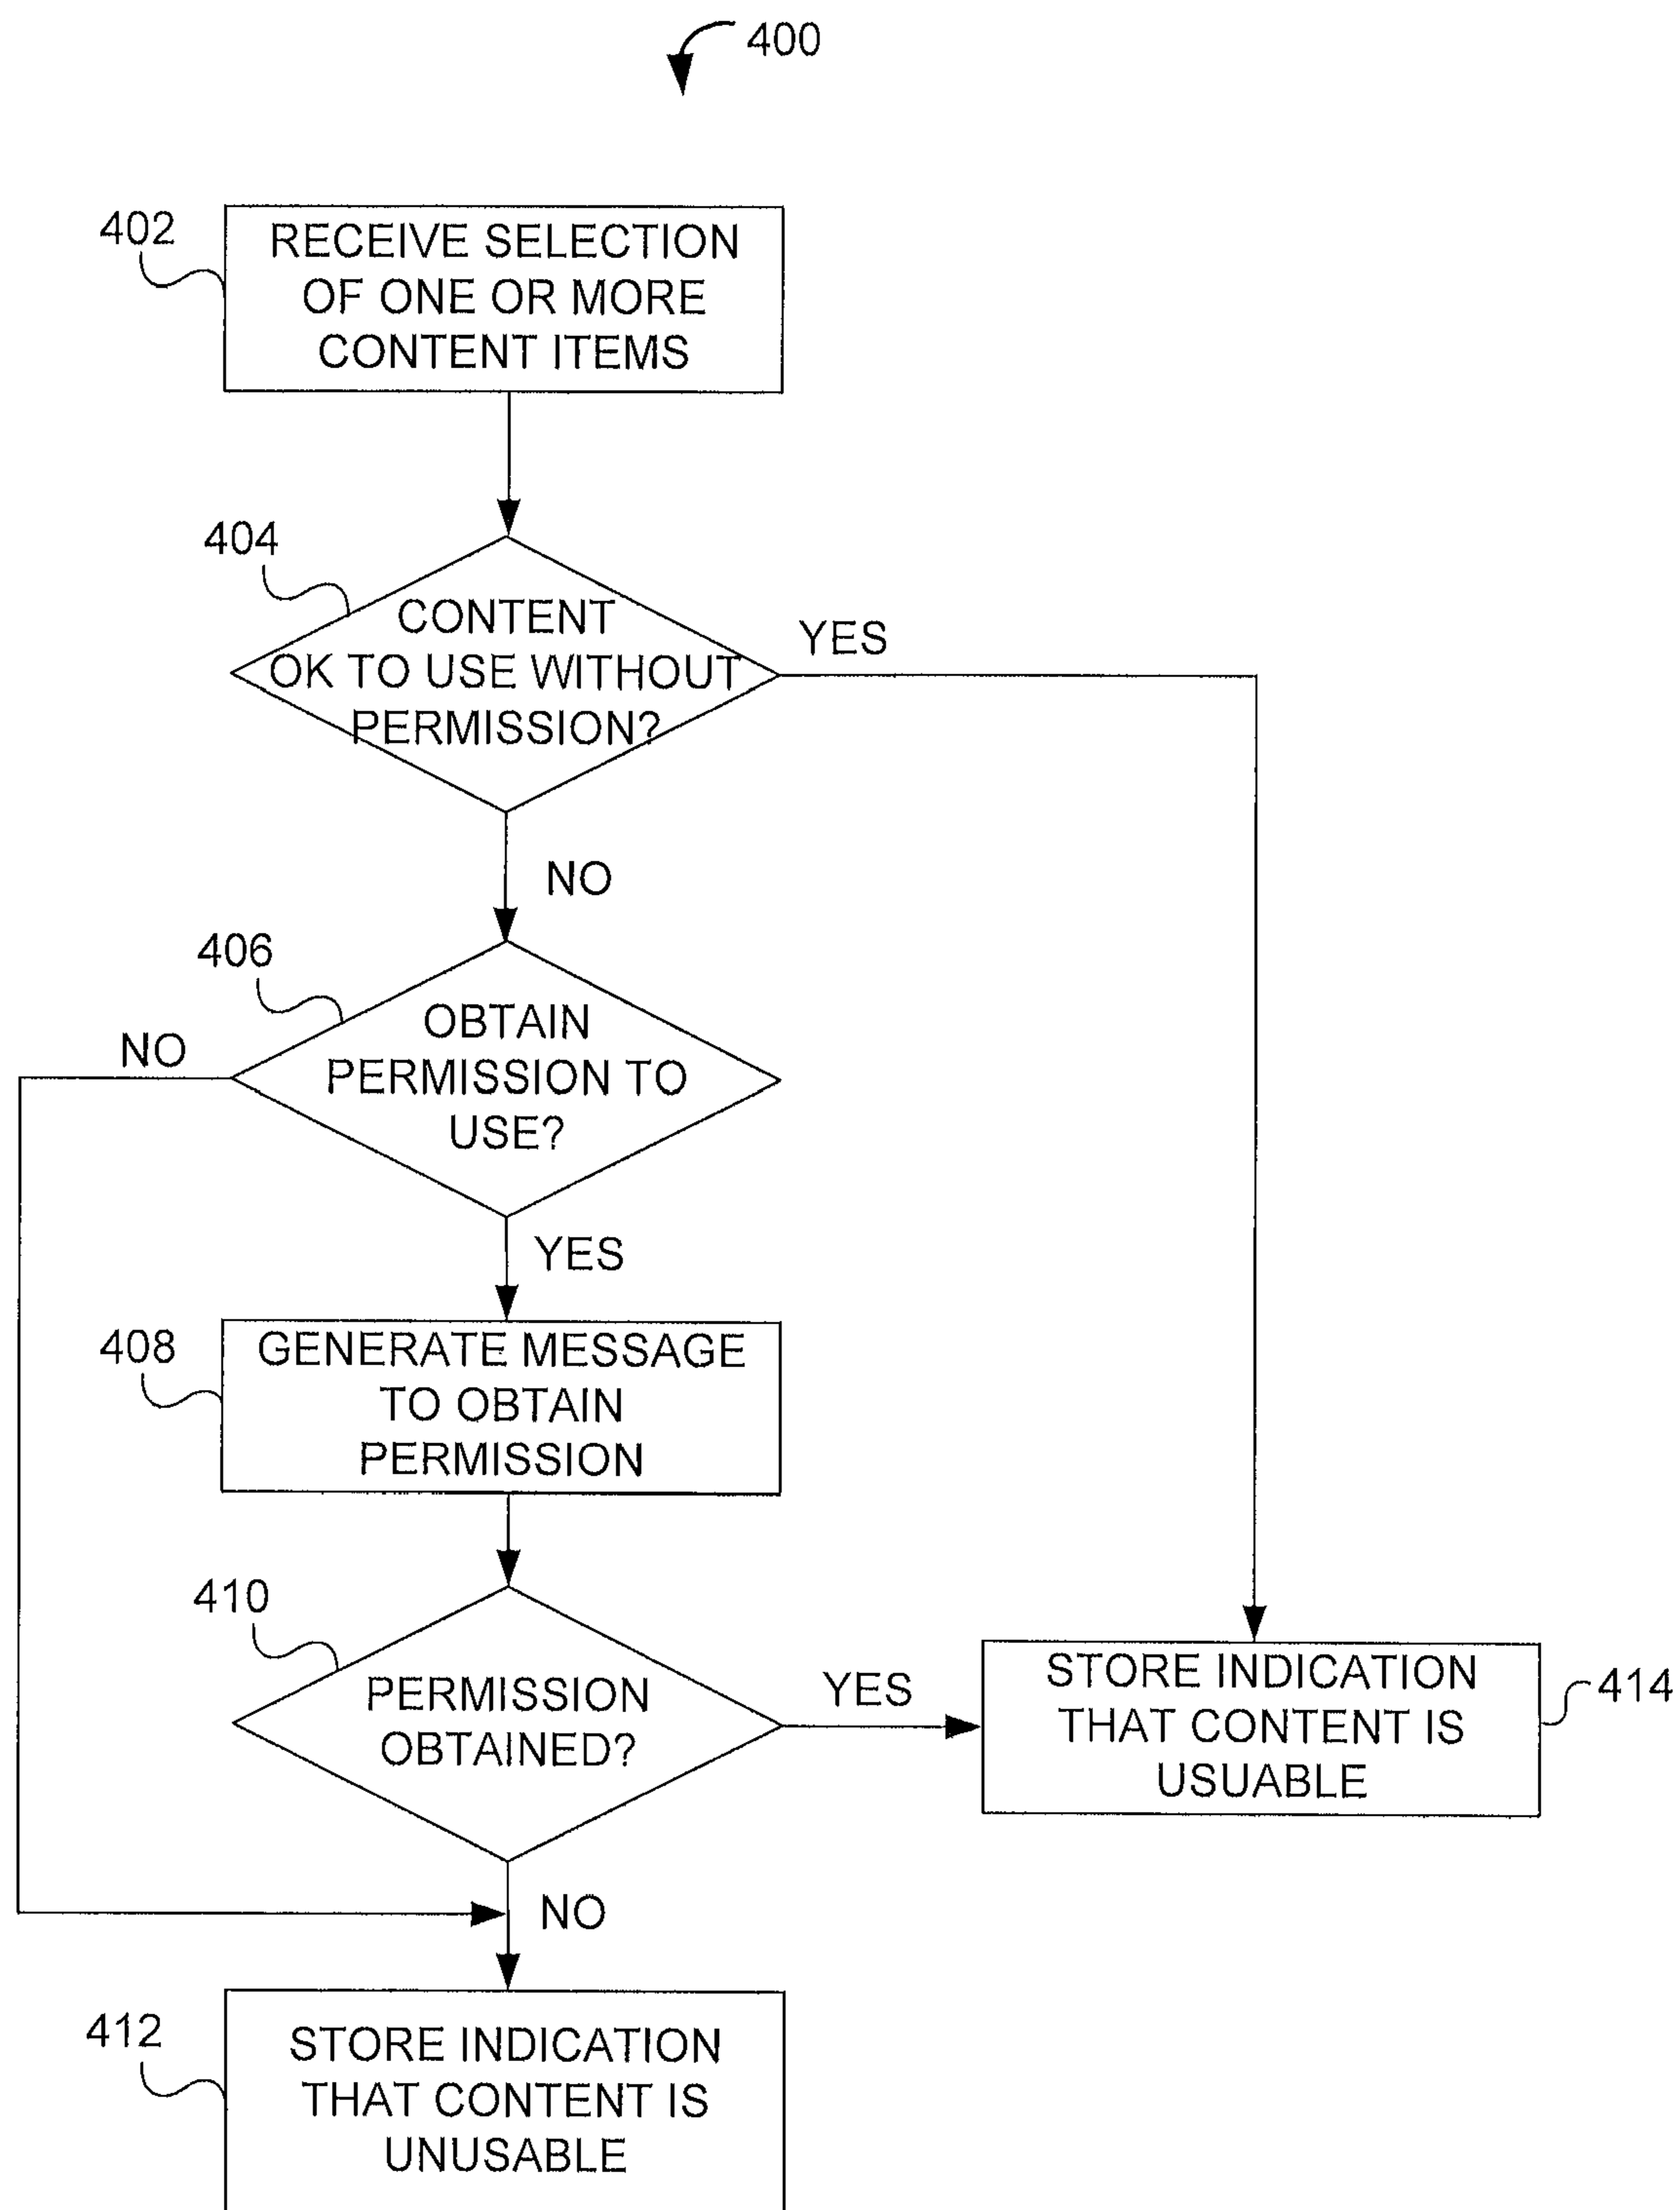 400
402
RECEIVE SELECTION
OF ONE OR MORE
CONTENT ITEMS
404
CONTENT
OK TO USE WITHOUT
PERMISSION?
YES
NO
406
OBTAIN
PERMISSION TO
USE?
NO
YES
408
GENERATE MESSAGE
TO OBTAIN
PERMISSION
410
PERMISSION
OBTAINED?
YES
STORE INDICATION
THAT CONTENT IS
USUABLE
414
NO
412
STORE INDICATION
THAT CONTENT IS
UNUSABLE